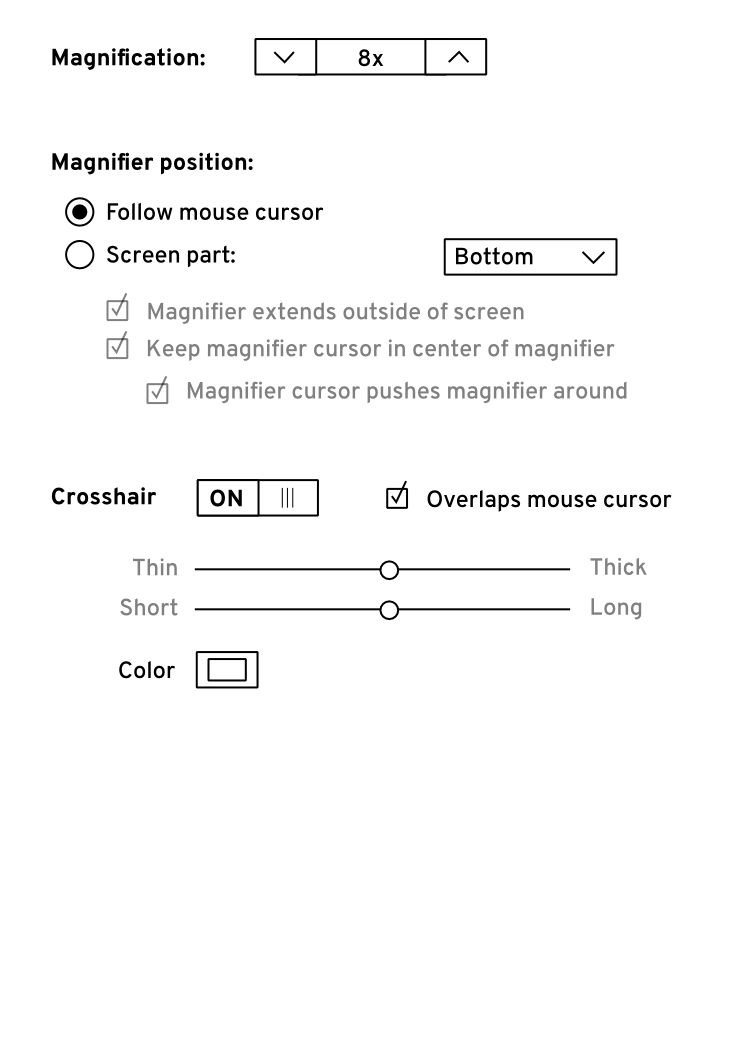 Magnification: 8x
Magnifier position:
Follow mouse cursor
Screen part: Bottom
Magnifier extends outside of screen
Keep magnifier cursor in center of magnifier
Magnifier cursor pushes magnifier around
Crosshair ON Overlaps mouse cursor
Thin Thick
Short Long
Color